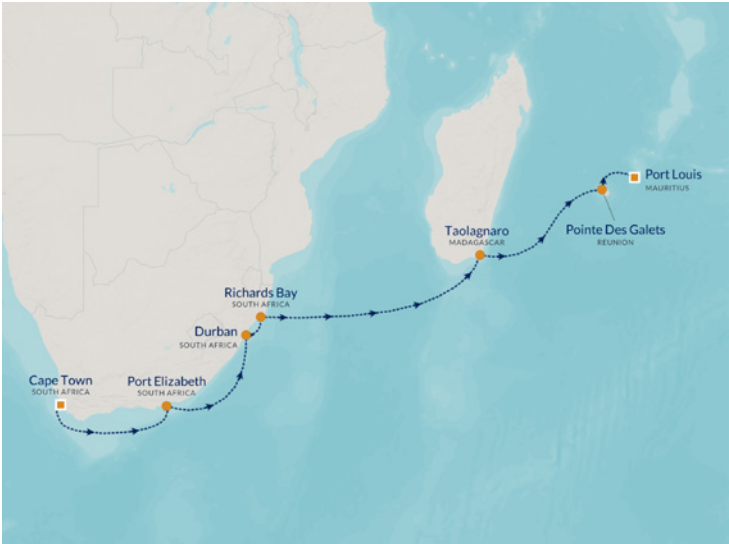 Port Louis
MAURITIUS
Pointe Des Galets
REUNION
Taolagnaro
MADAGASCAR
Richards Bay
SOUTH AFRICA
Durban
SOUTH AFRICA
Cape Town
SOUTH AFRICA
Port Elizabeth
SOUTH AFRICA